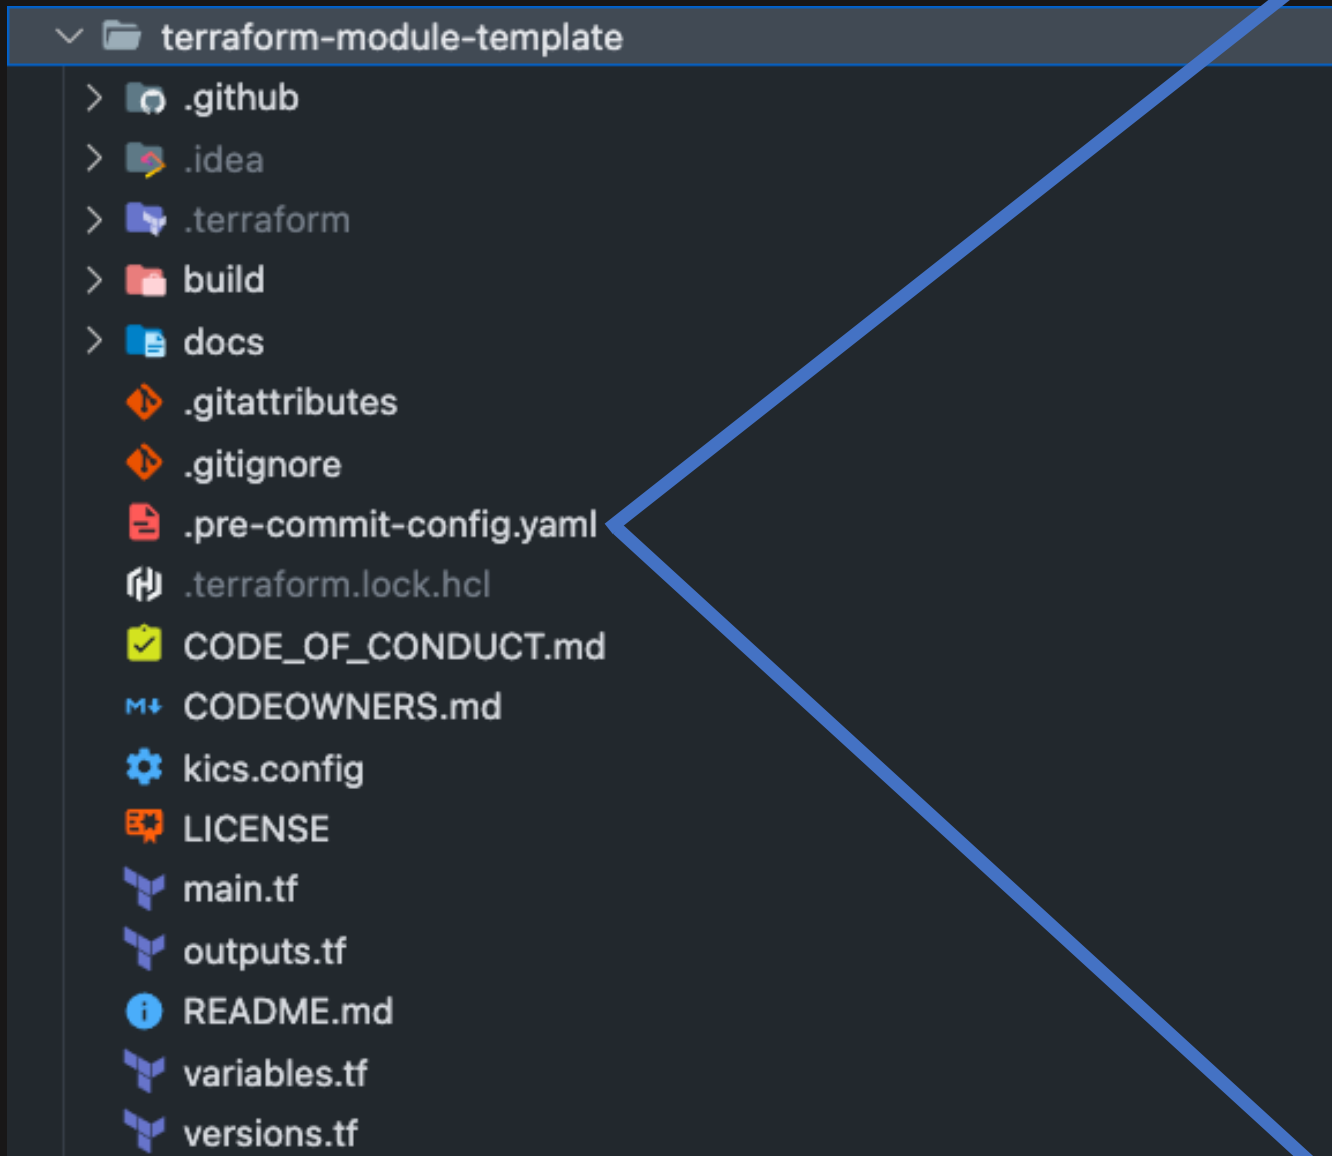 terraform-module-template
.github
.idea
.terraform
build
docs
.gitattributes
.gitignore
.pre-commit-config.yaml
.terraform.lock.hcl
CODE_OF_CONDUCT.md
CODEOWNERS.md
kics.config
LICENSE
main.tf
outputs.tf
README.md
variables.tf
versions.tf